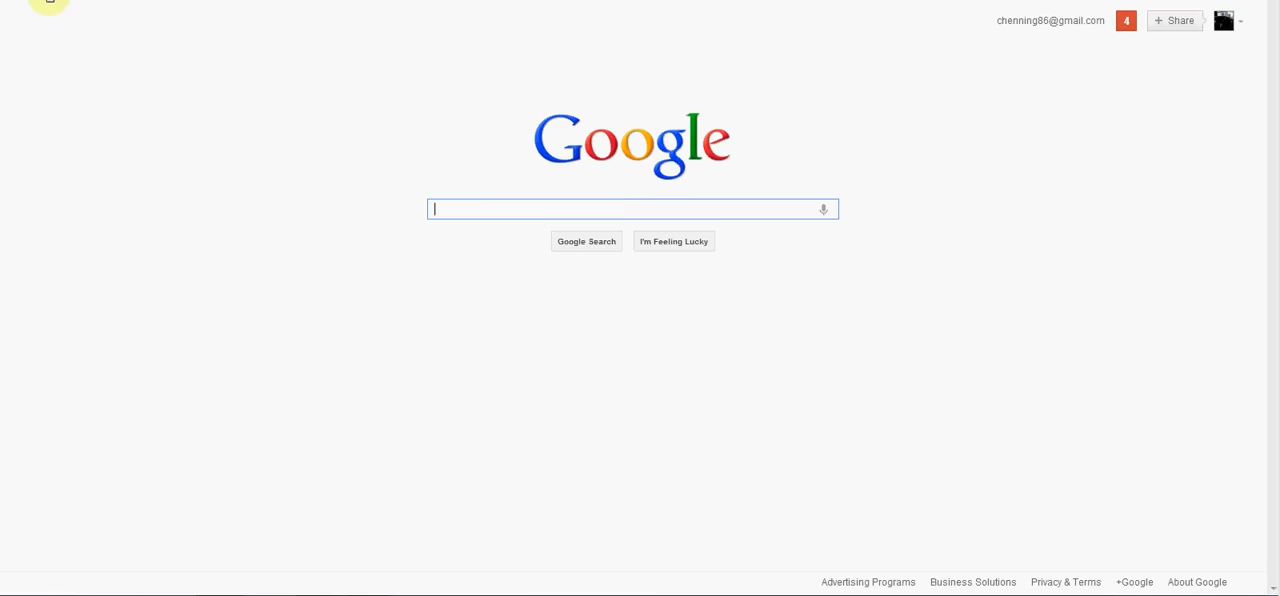 chenning86@gmail.com 4 + Share
Google
Google Search I'm Feeling Lucky
Advertising Programs Business Solutions Privacy & Terms +Google About Google